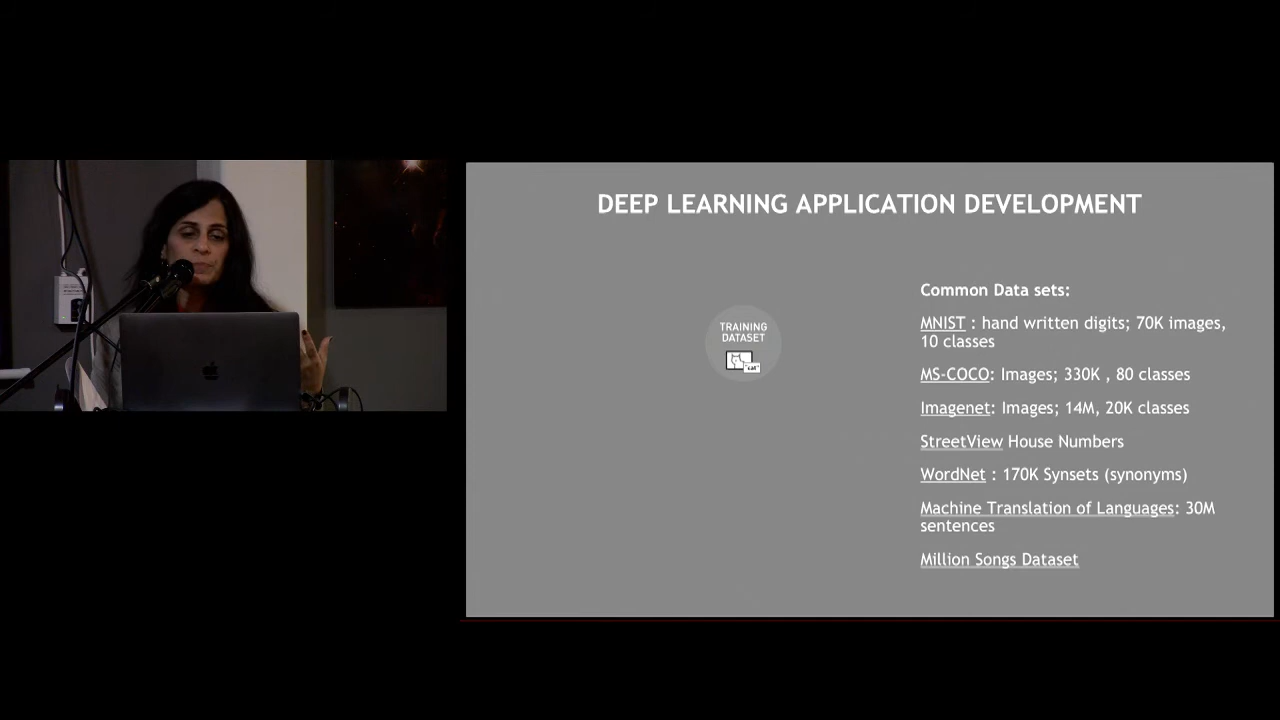 DEEP LEARNING APPLICATION DEVELOPMENT
TRAINING
DATASET
"cat"
Common Data sets:
MNIST : hand written digits; 70K images,
10 classes
MS-COCO: Images; 330K , 80 classes
Imagenet: Images; 14M, 20K classes
StreetView House Numbers
WordNet : 170K Synsets (synonyms)
Machine Translation of Languages: 30M
sentences
Million Songs Dataset